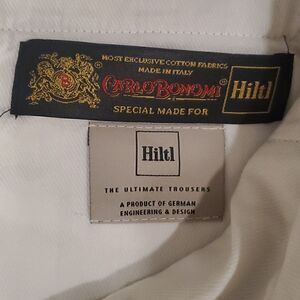 MOST EXCLUSIVE COTTON FABRICS
MADE IN ITALY
CARLO BONOMI
SPECIAL MADE FOR
Hiltl
Hiltl
THE ULTIMATE TROUSERS
A PRODUCT OF GERMAN
ENGINEERING & DESIGN